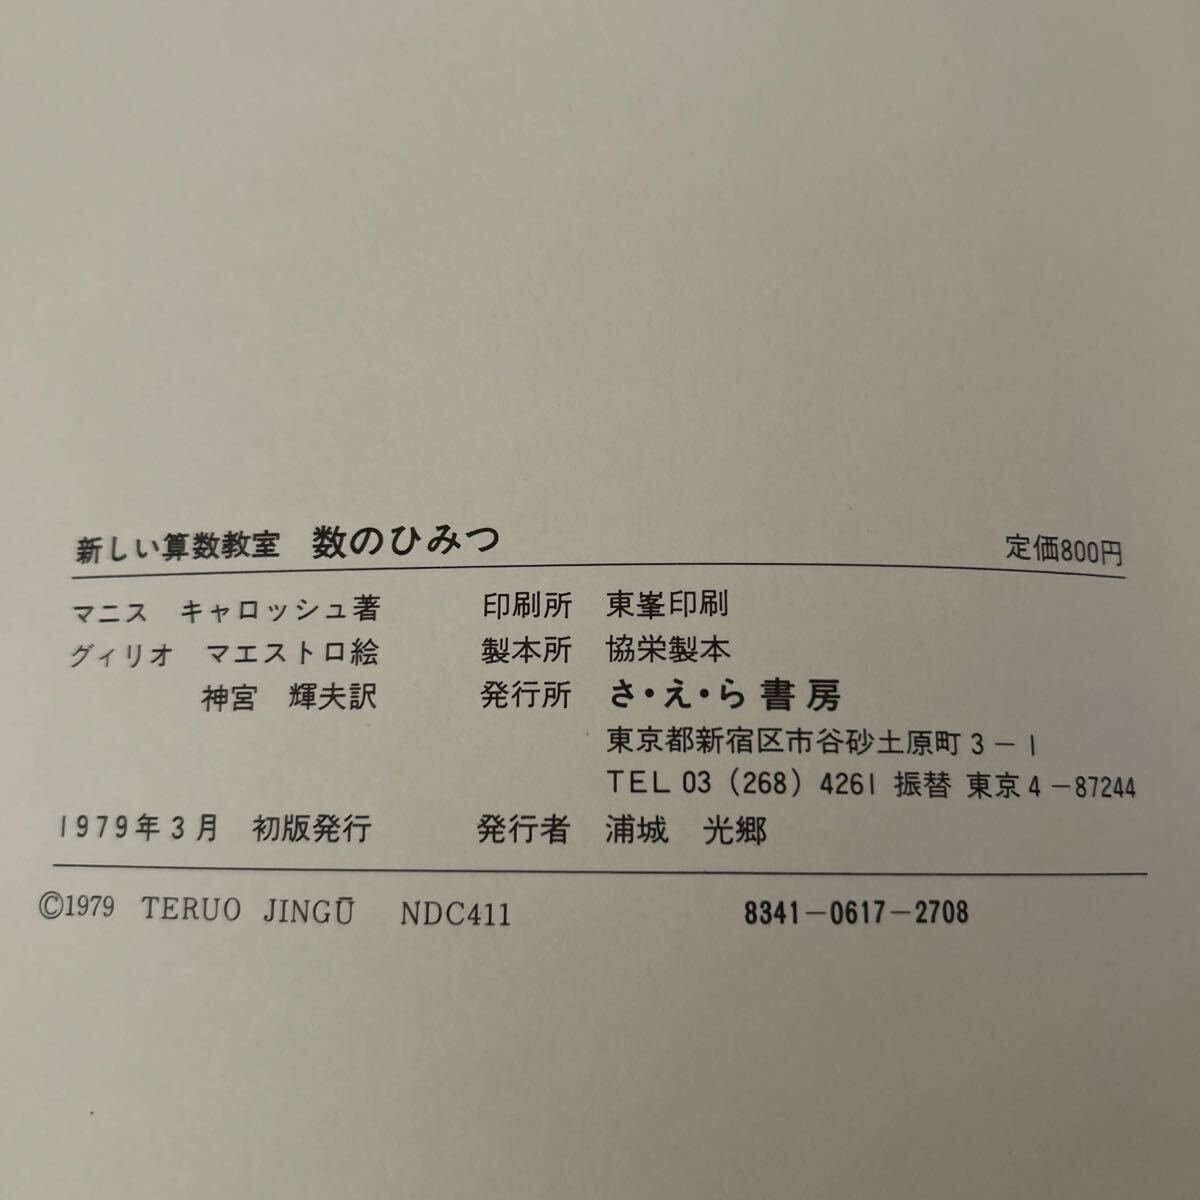 新しい算数教室 数のひみつ 定価800円
マニス キャロッシュ著 印刷所 東峯印刷
グィリオ マエストロ絵 製本所 協栄製本
神宮 輝夫訳 発行所 さ・え・ら書房
東京都新宿区市谷砂土原町3-1
TEL 03 (268) 4261 振替 東京4-87244
1979年3月 初版発行 発行者 浦城 光郷
©1979 TERUO JINGŪ NDC411 8341-0617-2708